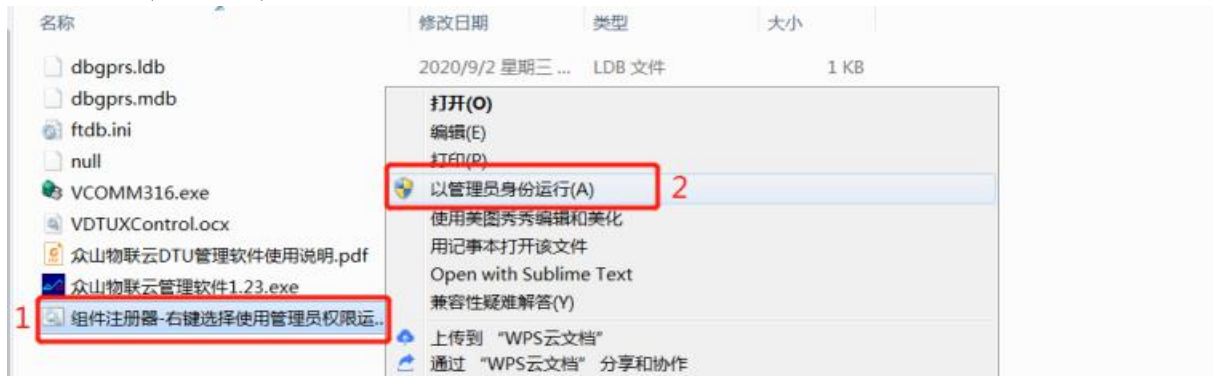 名称 修改日期 类型 大小
dbgprs.ldb 2020/9/2 星期三 ... LDB 文件 1 KB
dbgprs.mdb
ftdb.ini
null
VCOMM316.exe
VDTUXControl.ocx
众山物联云DTU管理软件使用说明.pdf
众山物联云管理软件1.23.exe
1 组件注册器-右键选择使用管理员权限运..
打开(O)
编辑(E)
打印(P)
以管理员身份运行(A) 2
使用美图秀秀编辑和美化
用记事本打开该文件
Open with Sublime Text
兼容性疑难解答(Y)
上传到 “WPS云文档”
通过 “WPS云文档” 分享和协作